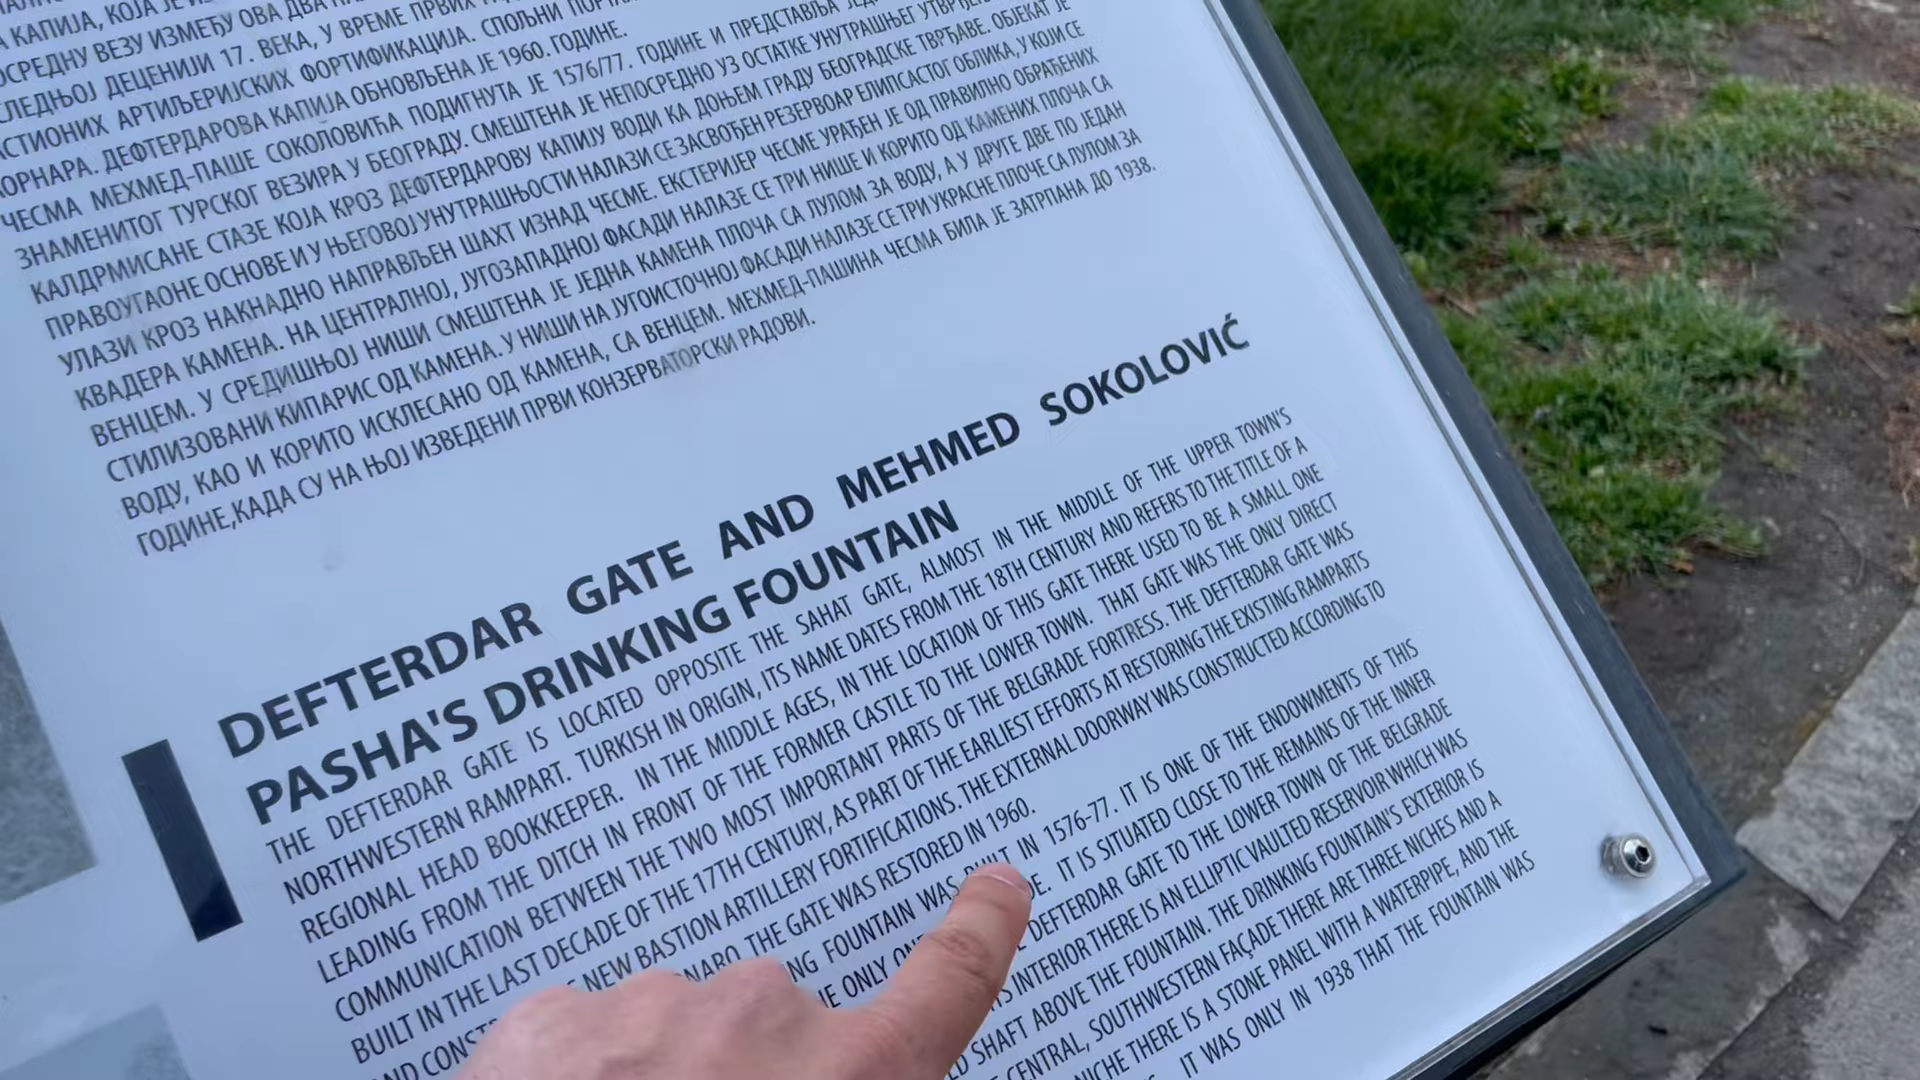 КАПИЈА, КОЈА ЈЕ
ВЕЗУ ИЗМЕЂУ ОВА ДВА
ДЕЦЕНИЈИ 17. ВЕКА, У ВРЕМЕ ПРВИХ
АРТИЉЕРИЈСКИХ ФОРТИФИКАЦИЈА. СПОЉНИ
ДЕФТЕРДАРОВА КАПИЈА ОБНОВЉЕНА ЈЕ 1960. ГОДИНЕ.
ЧЕСМА МЕХМЕД-ПАШЕ СОКОЛОВИЋА ПОДИГНУТА ЈЕ 1576/77. ГОДИНЕ И ПРЕДСТАВЉА
ЗНАМЕНИТОГ ТУРСКОГ ВЕЗИРА У БЕОГРАДУ. СМЕШТЕНА ЈЕ НЕПОСРЕДНО УЗ ОСТАТКЕ УНУТРАШЊЕГ
КАЛДРМИСАНЕ СТАЗЕ КОЈА КРОЗ ДЕФТЕРДАРОВУ КАПИЈУ ВОДИ КА ДОЊЕМ ГРАДУ БЕОГРАДСКЕ ТВРЂАВЕ. ОБЈЕКАТ ЈЕ
ПРАВОУГАОНЕ ОСНОВЕ И У ЊЕГОВОЈ УНУТРАШЊОСТИ НАЛАЗИ СЕ ЗАСВОЂЕН РЕЗЕРВОАР ЕЛИПСАСТОГ ОБЛИКА, У КОЈИ СЕ
УЛАЗИ КРОЗ НАКНАДНО НАПРАВЉЕН ШАХТ ИЗНАД ЧЕСМЕ. ЕКСТЕРИЈЕР ЧЕСМЕ УРАЂЕН ЈЕ ОД ПРАВИЛНО ОБРАЂЕНИХ
КВАДЕРА КАМЕНА. НА ЦЕНТРАЛНОЈ, ЈУГОЗАПАДНОЈ ФАСАДИ НАЛАЗЕ СЕ ТРИ НИШЕ И КОРИТО ОД КАМЕНИХ ПЛОЧА СА
ВЕНЦЕМ. У СРЕДИШЊОЈ НИШИ СМЕШТЕНА ЈЕ ЈЕДНА КАМЕНА ПЛОЧА СА ЛУЛОМ ЗА ВОДУ, А У ДРУГЕ ДВЕ ПО ЈЕДАН
СТИЛИЗОВАНИ КИПАРИС ОД КАМЕНА. У НИШИ НА ЈУГОИСТОЧНОЈ ФАСАДИ НАЛАЗЕ СЕ ТРИ УКРАСНЕ ПЛОЧЕ СА ЛУЛОМ ЗА
ВОДУ, КАО И КОРИТО ИСКЛЕСАНО ОД КАМЕНА, СА ВЕНЦЕМ. МЕХМЕД-ПАШИНА ЧЕСМА БИЛА ЈЕ ЗАТРПАНА ДО 1938.
ГОДИНЕ,КАДА СУ НА ЊОЈ ИЗВЕДЕНИ ПРВИ КОНЗЕРВАТОРСКИ РАДОВИ.
DEFTERDAR GATE AND MEHMED SOKOLOVIĆ
PASHA'S DRINKING FOUNTAIN
THE DEFTERDAR GATE IS LOCATED OPPOSITE THE SAHAT GATE, ALMOST IN THE MIDDLE OF THE UPPER TOWN'S
NORTHWESTERN RAMPART. TURKISH IN ORIGIN, ITS NAME DATES FROM THE 18TH CENTURY AND REFERS TO THE TITLE OF A
REGIONAL HEAD BOOKKEEPER. IN THE MIDDLE AGES, IN THE LOCATION OF THIS GATE THERE USED TO BE A SMALL ONE
LEADING FROM THE DITCH IN FRONT OF THE FORMER CASTLE TO THE LOWER TOWN. THAT GATE WAS THE ONLY DIRECT
COMMUNICATION BETWEEN THE TWO MOST IMPORTANT PARTS OF THE BELGRADE FORTRESS. THE DEFTERDAR GATE WAS
BUILT IN THE LAST DECADE OF THE 17TH CENTURY, AS PART OF THE EARLIEST EFFORTS AT RESTORING THE EXISTING RAMPARTS
NEW BASTION ARTILLERY FORTIFICATIONS. THE EXTERNAL DOORWAY WAS CONSTRUCTED ACCORDING TO
THE GATE WAS RESTORED IN 1960.
FOUNTAIN WAS BUILT IN 1576-77. IT IS ONE OF THE ENDOWMENTS OF THIS
ONLY IT IS SITUATED CLOSE TO THE REMAINS OF THE INNER
DEFTERDAR GATE TO THE LOWER TOWN OF THE BELGRADE
INTERIOR THERE IS AN ELLIPTIC VAULTED RESERVOIR WHICH WAS
SHAFT ABOVE THE FOUNTAIN. THE DRINKING FOUNTAIN'S EXTERIOR IS
CENTRAL, SOUTHWESTERN FAÇADE THERE ARE THREE NICHES AND A
NICHE THERE IS A STONE PANEL WITH A WATERPIPE, AND THE
IT WAS ONLY IN 1938 THAT THE FOUNTAIN WAS